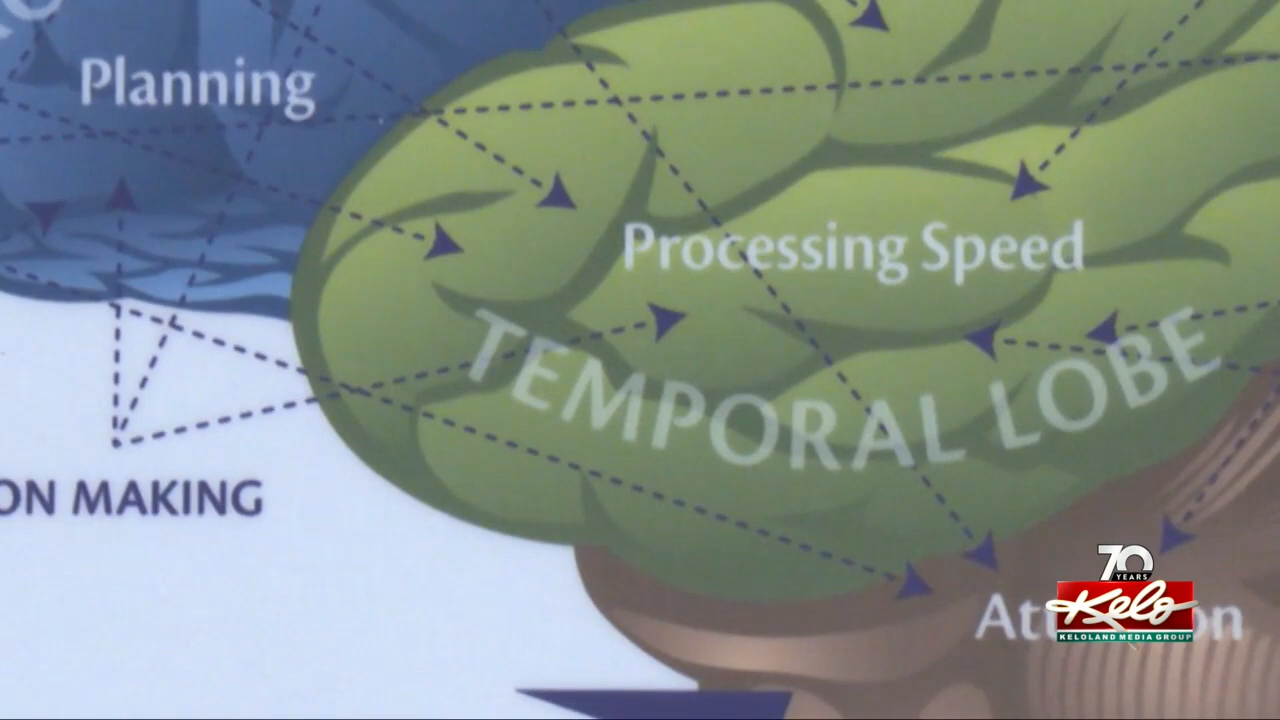 Planning
Processing Speed
TEMPORAL LOBE
ON MAKING
70
YEARS
Kelo
KELOLAND MEDIA GROUP